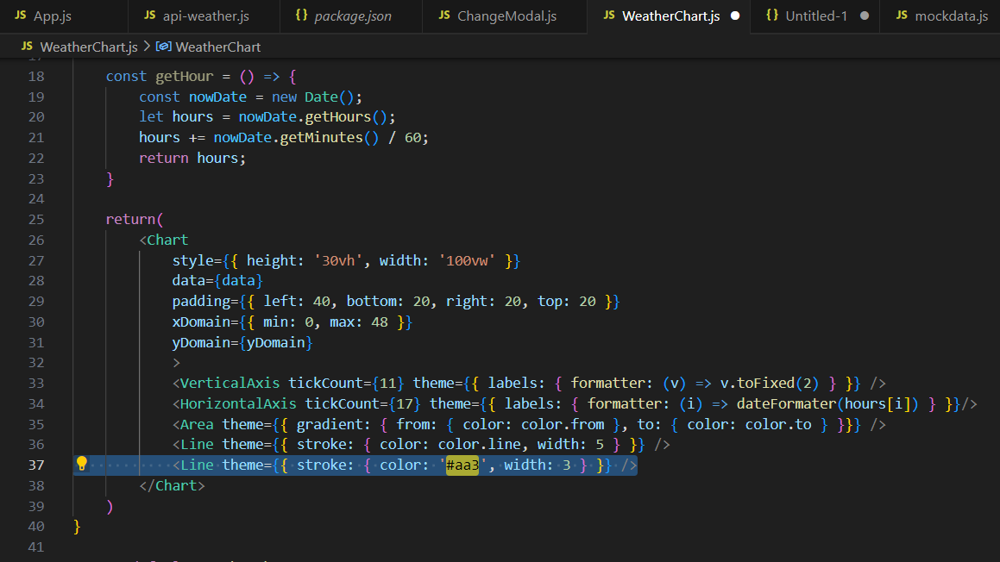 JS App.js JS api-weather.js {} package.json JS ChangeModal.js JS WeatherChart.js {} Untitled-1 JS mockdata.js
JS WeatherChart.js > WeatherChart
18 const getHour = () => {
19 const nowDate = new Date();
20 let hours = nowDate.getHours();
21 hours += nowDate.getMinutes() / 60;
22 return hours;
23 }
24
25 return(
26 <Chart
27 style={{ height: '30vh', width: '100vw' }}
28 data={data}
29 padding={{ left: 40, bottom: 20, right: 20, top: 20 }}
30 xDomain={{ min: 0, max: 48 }}
31 yDomain={yDomain}
32 >
33 <VerticalAxis tickCount={11} theme={{ labels: { formatter: (v) => v.toFixed(2) } }} />
34 <HorizontalAxis tickCount={17} theme={{ labels: { formatter: (i) => dateFormater(hours[i]) } }}/>
35 <Area theme={{ gradient: { from: { color: color.from }, to: { color: color.to } }}} />
36 <Line theme={{ stroke: { color: color.line, width: 5 } }} />
37 <Line theme={{ stroke: { color: '#aa3', width: 3 } }} />
38 </Chart>
39 )
40 }
41